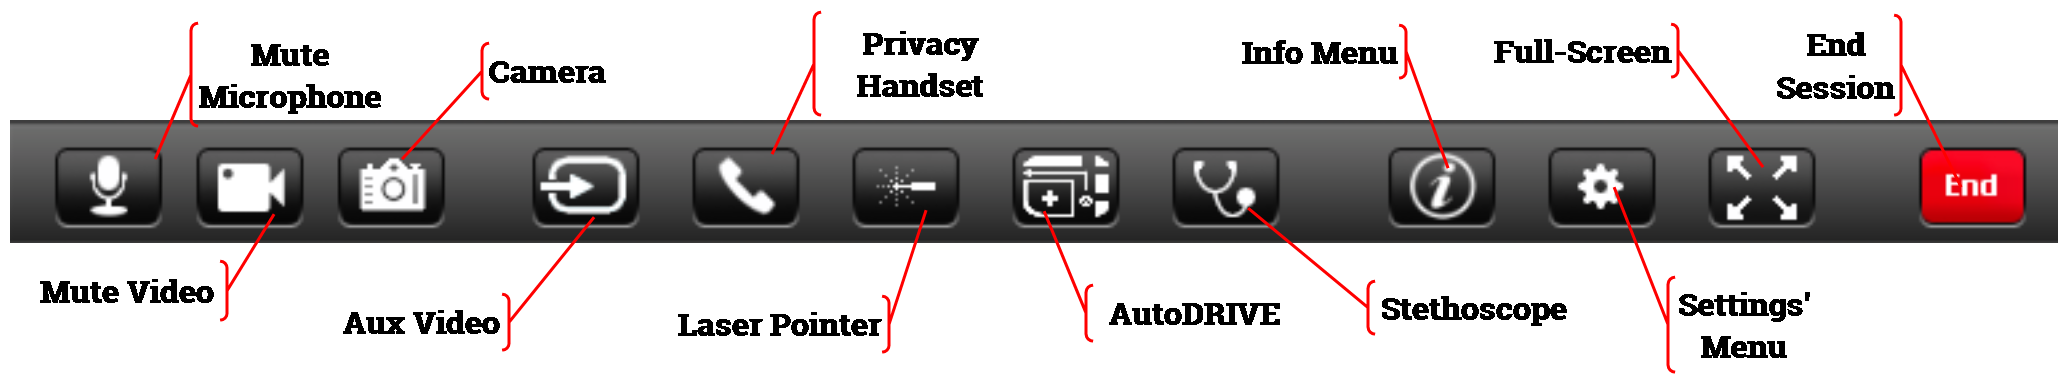 Mute
Microphone
Camera
Privacy
Handset
Info Menu
Full-Screen
End
Session
End
Mute Video
Aux Video
Laser Pointer
AutoDRIVE
Stethoscope
Settings'
Menu